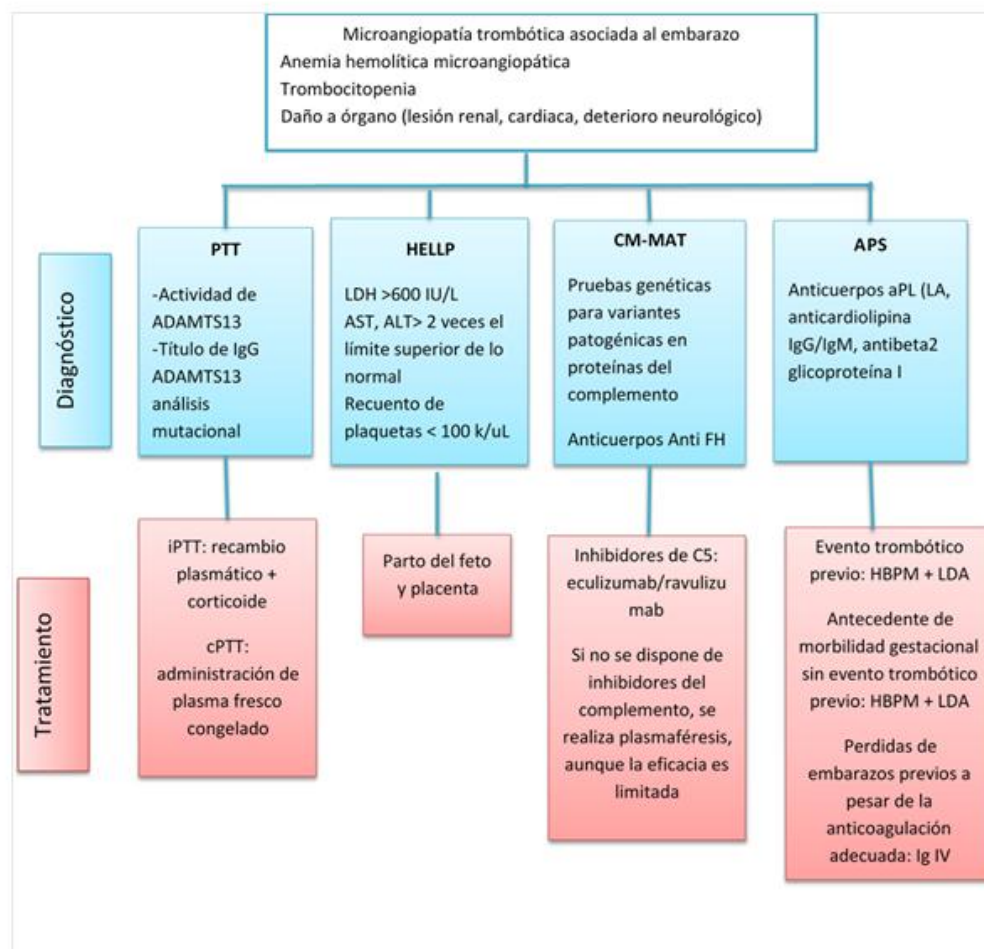 Microangiopatía trombótica asociada al embarazo
Anemia hemolítica microangiopática
Trombocitopenia
Daño a órgano (lesión renal, cardiaca, deterioro neurológico)
Diagnóstico
PTT
-Actividad de
ADAMTS13
-Título de IgG
ADAMTS13
análisis
mutacional
HELLP
LDH >600 IU/L
AST, ALT> 2 veces el
límite superior de lo
normal
Recuento de
plaquetas < 100 k/uL
CM-MAT
Pruebas genéticas
para variantes
patogénicas en
proteínas del
complemento
Anticuerpos Anti FH
APS
Anticuerpos aPL (LA,
anticardiolipina
IgG/IgM, antibeta2
glicoproteína I
Tratamiento
iPTT: recambio
plasmático +
corticoide
cPTT:
administración de
plasma fresco
congelado
Parto del feto
y placenta
Inhibidores de C5:
eculizumab/ravulizu
mab
Si no se dispone de
inhibidores del
complemento, se
realiza plasmaféresis,
aunque la eficacia es
limitada
Evento trombótico
previo: HBPM + LDA
Antecedente de
morbilidad gestacional
sin evento trombótico
previo: HBPM + LDA
Perdidas de
embarazos previos a
pesar de la
anticoagulación
adecuada: Ig IV